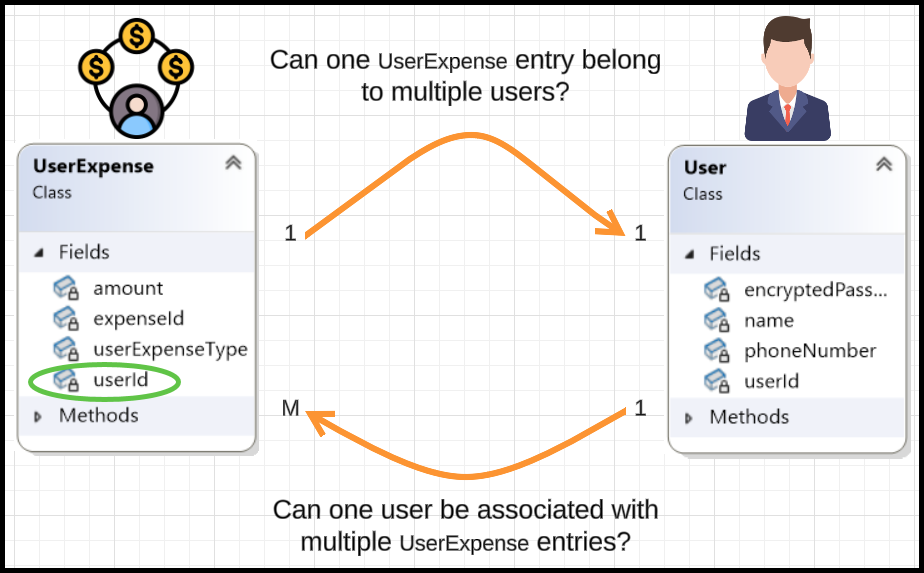 Can one UserExpense entry belong
to multiple users?
UserExpense
Class
Fields
amount
expenseId
userExpenseType
userId
Methods
User
Class
Fields
encryptedPass...
name
phoneNumber
userId
Methods
1
1
M
1
Can one user be associated with
multiple UserExpense entries?